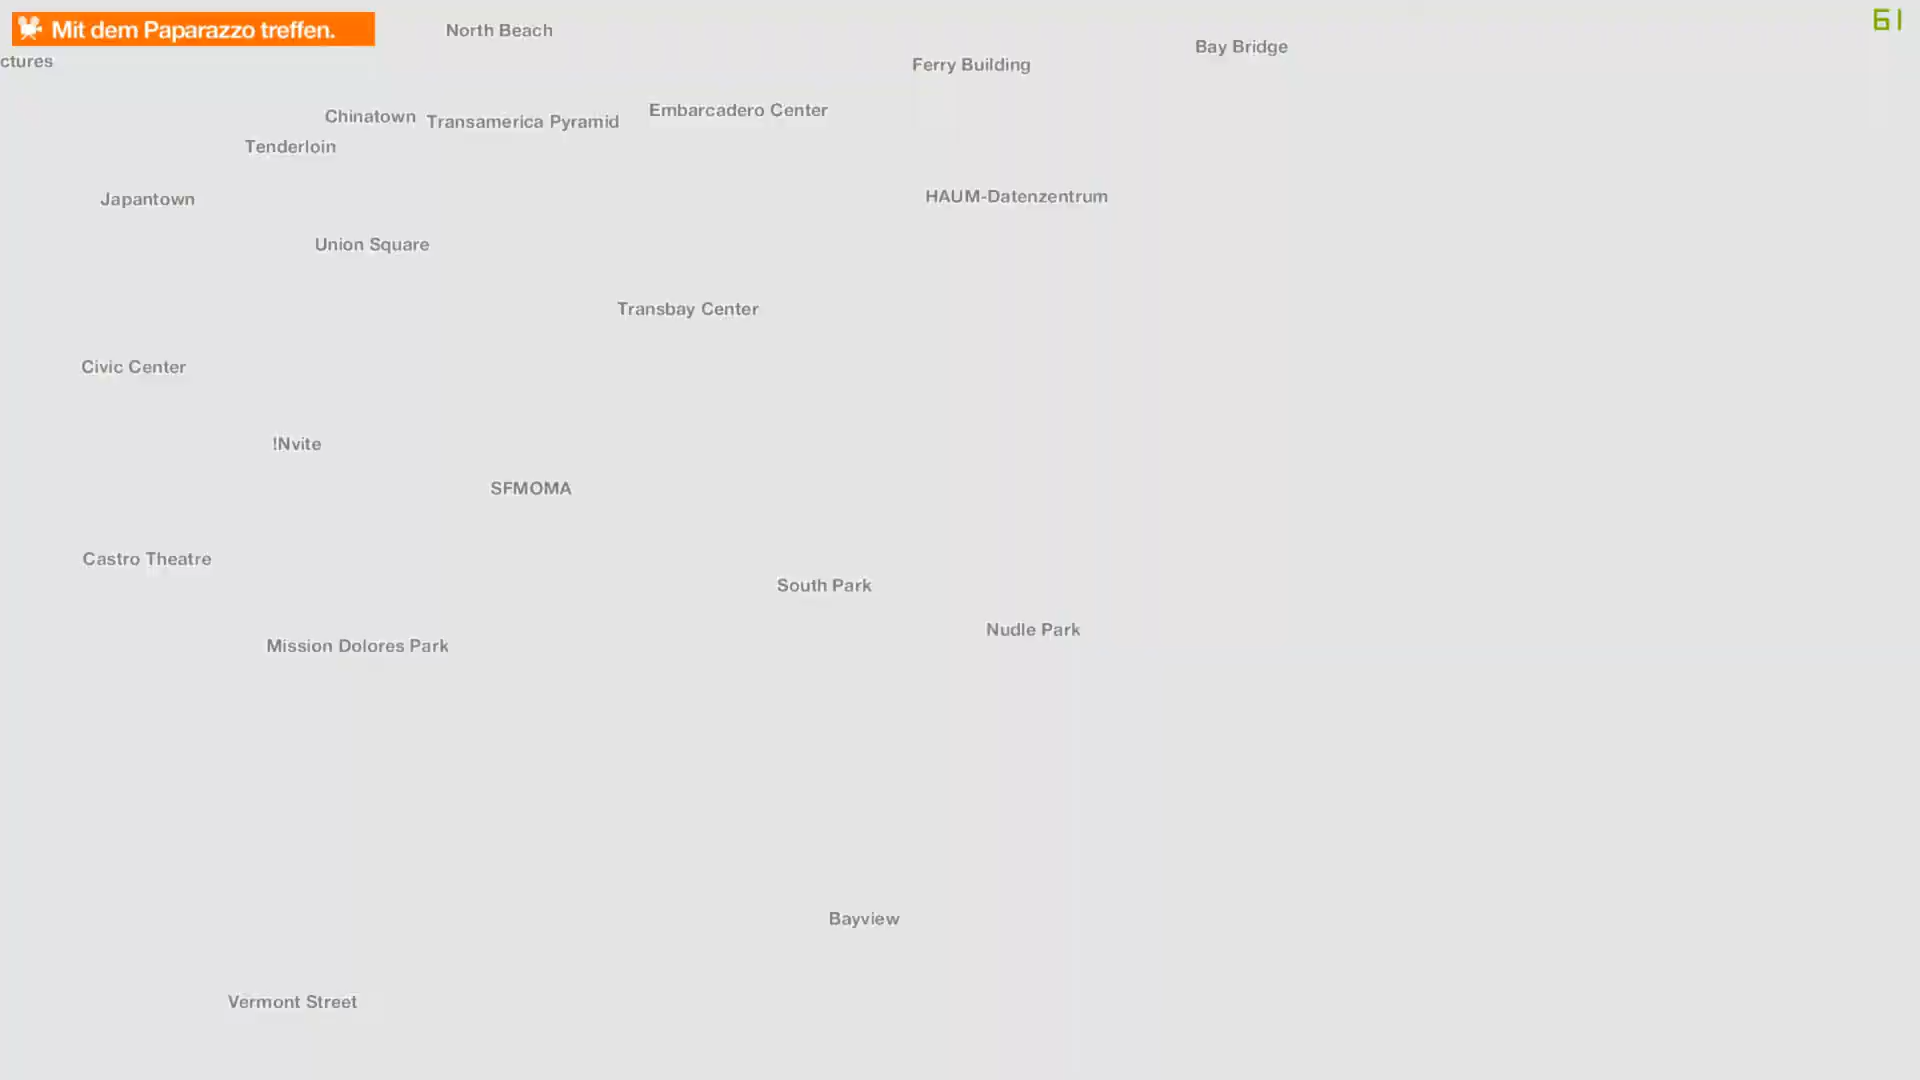 Mit dem Paparazzo treffen.
61
North Beach
Bay Bridge
ctures
Ferry Building
Embarcadero Center
Chinatown
Transamerica Pyramid
Tenderloin
Japantown
HAUM-Datenzentrum
Union Square
Transbay Center
Civic Center
!Nvite
SFMOMA
Castro Theatre
South Park
Nudle Park
Mission Dolores Park
Bayview
Vermont Street